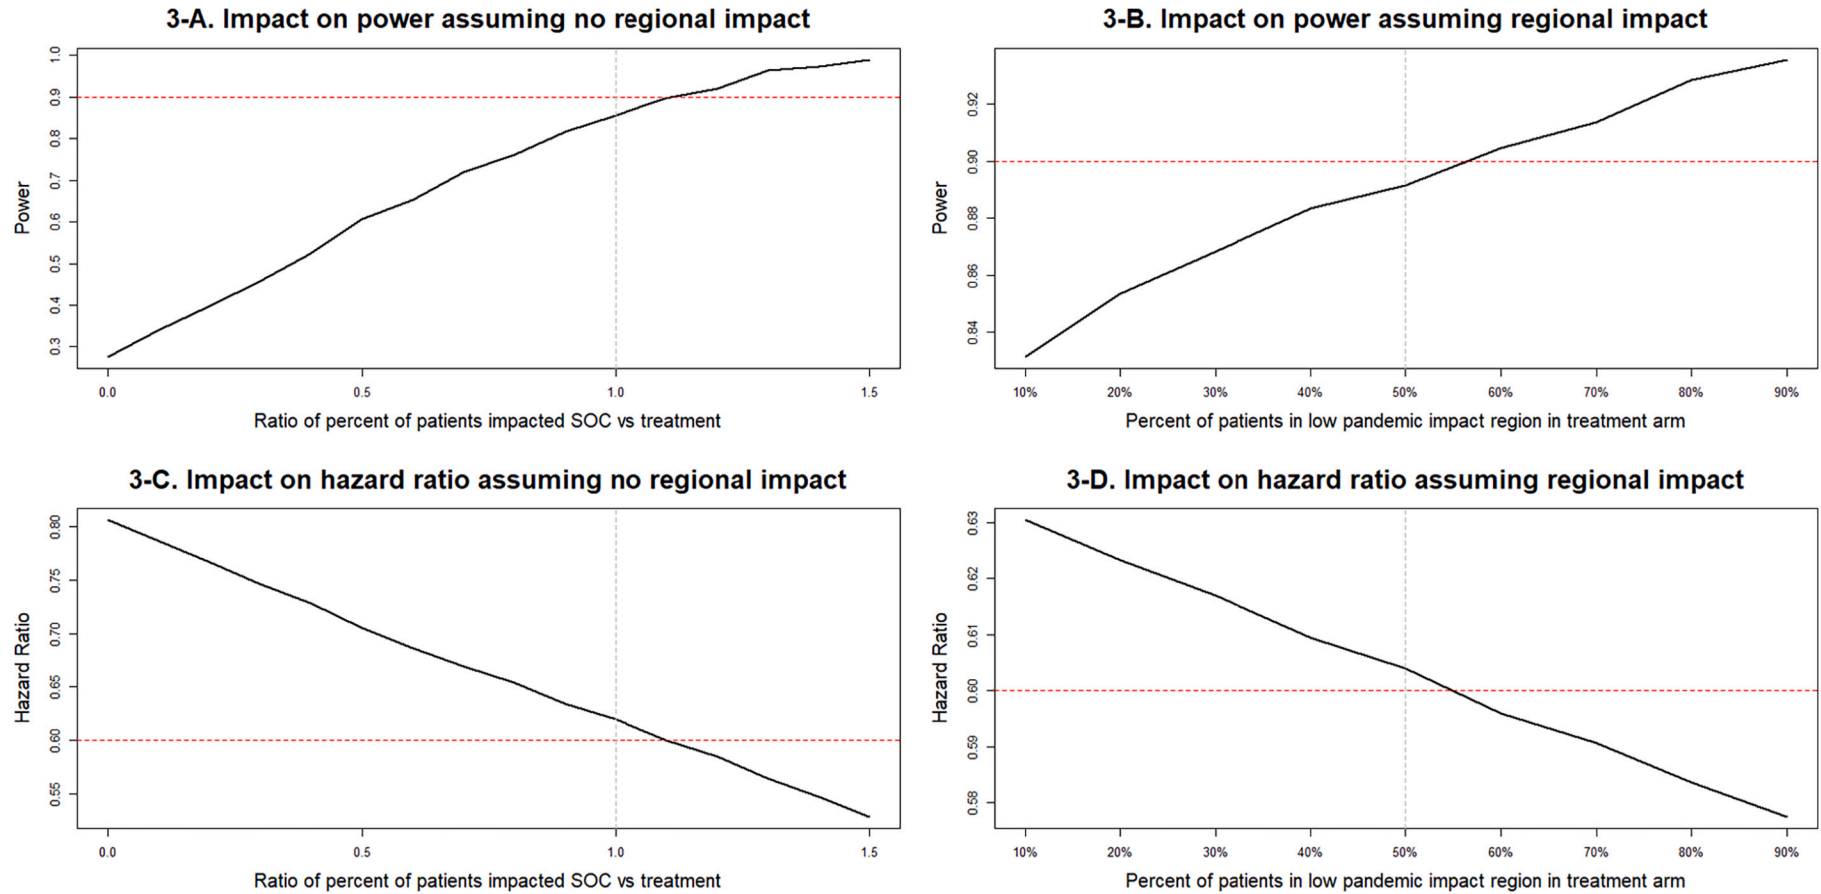 3-A. Impact on power assuming no regional impact
1.0
0.9
0.8
0.7
0.6
0.5
0.4
0.3
Power
0.0 0.5 1.0 1.5
Ratio of percent of patients impacted SOC vs treatment
3-B. Impact on power assuming regional impact
0.92
0.90
0.88
0.86
0.84
Power
10% 20% 30% 40% 50% 60% 70% 80% 90%
Percent of patients in low pandemic impact region in treatment arm
3-C. Impact on hazard ratio assuming no regional impact
0.80
0.75
0.70
0.65
0.60
0.55
Hazard Ratio
0.0 0.5 1.0 1.5
Ratio of percent of patients impacted SOC vs treatment
3-D. Impact on hazard ratio assuming regional impact
0.63
0.62
0.61
0.60
0.59
0.58
Hazard Ratio
10% 20% 30% 40% 50% 60% 70% 80% 90%
Percent of patients in low pandemic impact region in treatment arm